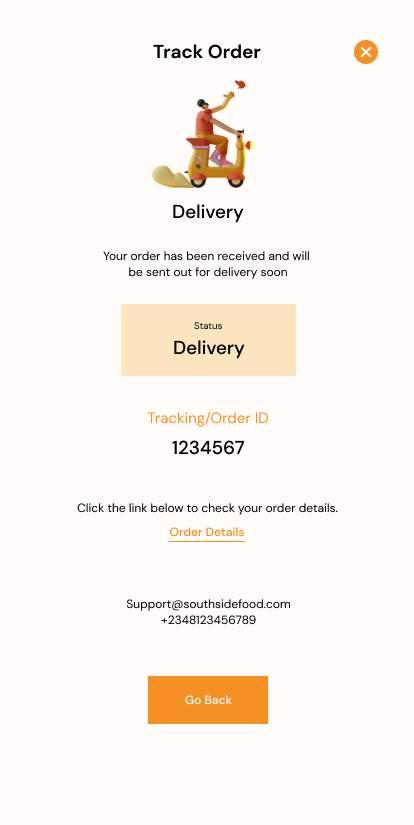 Track Order
Delivery
Your order has been received and will
be sent out for delivery soon
Status
Delivery
Tracking/Order ID
1234567
Click the link below to check your order details.
Order Details
Support@southsidefood.com
+2348123456789
Go Back